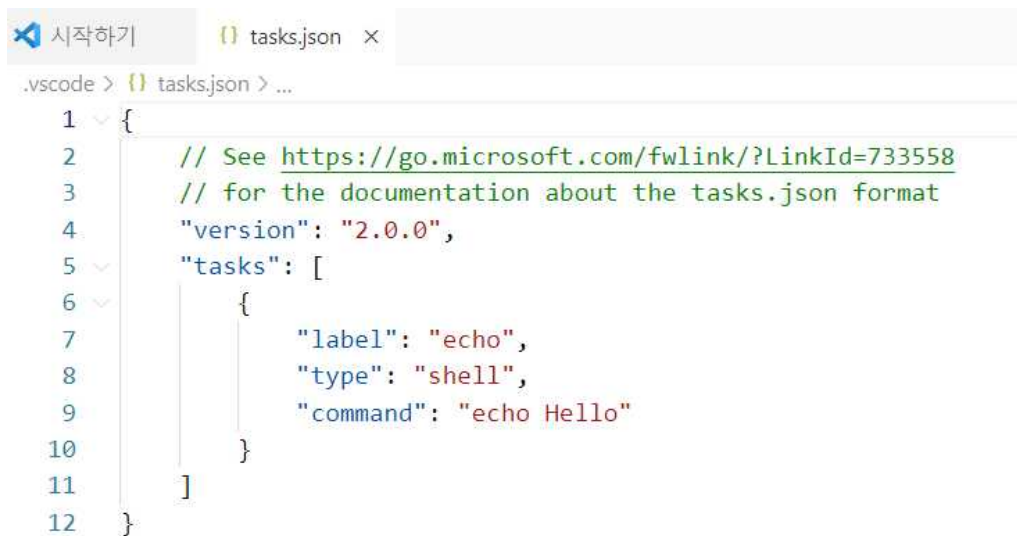 시작하기 {} tasks.json ×
.vscode > {} tasks.json > ...
1 {
2 // See https://go.microsoft.com/fwlink/?LinkId=733558
3 // for the documentation about the tasks.json format
4 "version": "2.0.0",
5 "tasks": [
6 {
7 "label": "echo",
8 "type": "shell",
9 "command": "echo Hello"
10 }
11 ]
12 }